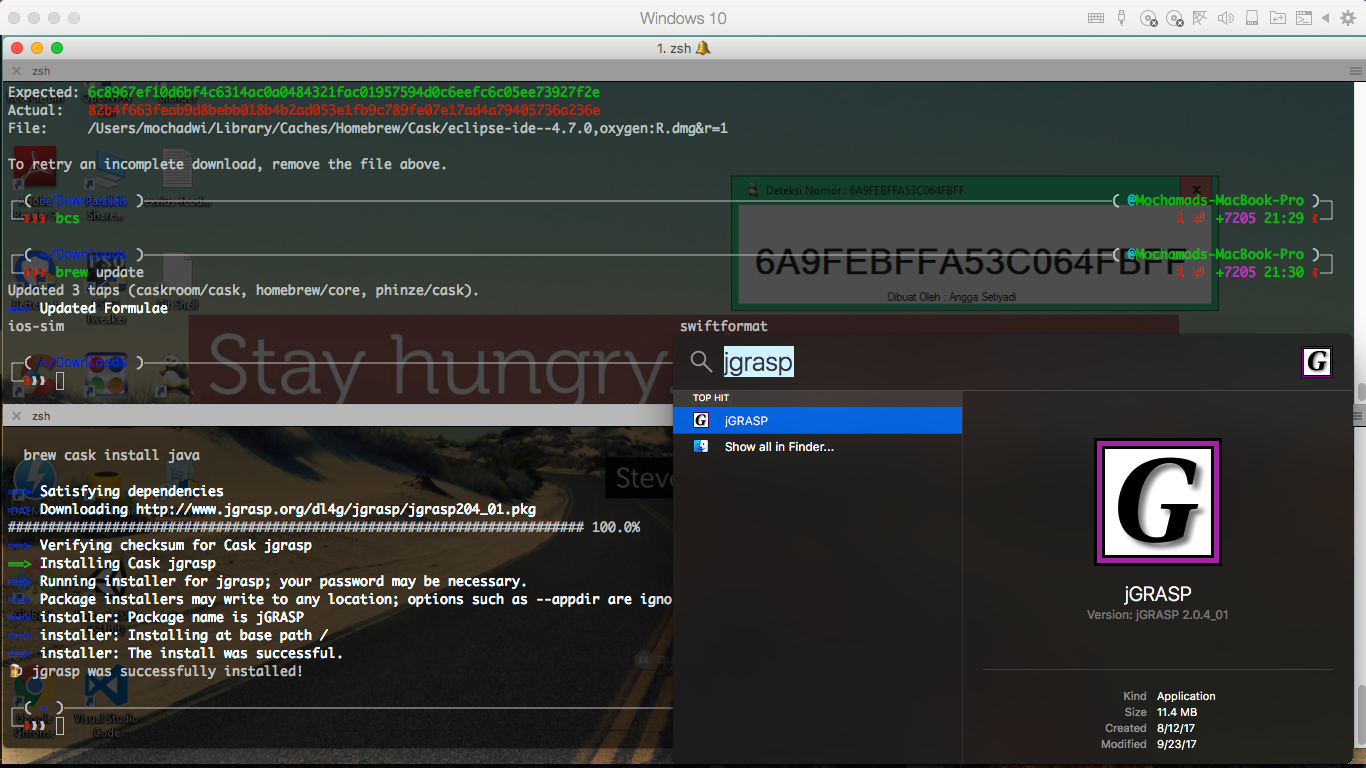 Windows 10
1. zsh
zsh
Expected: 6c8967ef10d6bf4c6314ac0a0484321fac01957594d0c6eefc6c05ee73927f2e
Actual: 82b4f663feab9d8bebb018b4b2ad053e1fb9c789fe07e17ad4a79405736a236e
File: /Users/mochadwi/Library/Caches/Homebrew/Cask/eclipse-ide--4.7.0,oxygen:R.dmg&r=1
To retry an incomplete download, remove the file above.
Deteksi Nomor : 6A9FEBFFA53C064FBFF
( ~/Downloads ) ( @Mochamads-MacBook-Pro )
❯❯❯ bcs 1 ⏎ +7205 21:29
Share...
6A9FEBFFA53C064FBFF
( ~/Downloads ) ( @Mochamads-MacBook-Pro )
❯❯❯ brew update 1 ⏎ +7205 21:30
Updated 3 taps (caskroom/cask, homebrew/core, phinze/cask).
Dibuat Oleh : Angga Setiyadi
==> Updated Formulae
Tweaker
ios-sim swiftformat
Stay hungry.
( ~/Downloads )
❯❯❯
jgrasp
TOP HIT
jGRASP
Show all in Finder...
jGRASP
Version: jGRASP 2.0.4_01
Kind Application
Size 11.4 MB
Created 8/12/17
Modified 9/23/17
zsh
brew cask install java
Steve
==> Satisfying dependencies
==> Downloading http://www.jgrasp.org/dl4g/jgrasp/jgrasp204_01.pkg
######################################################################## 100.0%
==> Verifying checksum for Cask jgrasp
==> Installing Cask jgrasp
==> Running installer for jgrasp; your password may be necessary.
==> Package installers may write to any location; options such as --appdir are igno
==> installer: Package name is jGRASP
==> installer: Installing at base path /
==> installer: The install was successful.
🍺 jgrasp was successfully installed!
( ~ )
❯❯❯
Google Chrome
Visual Studio Code